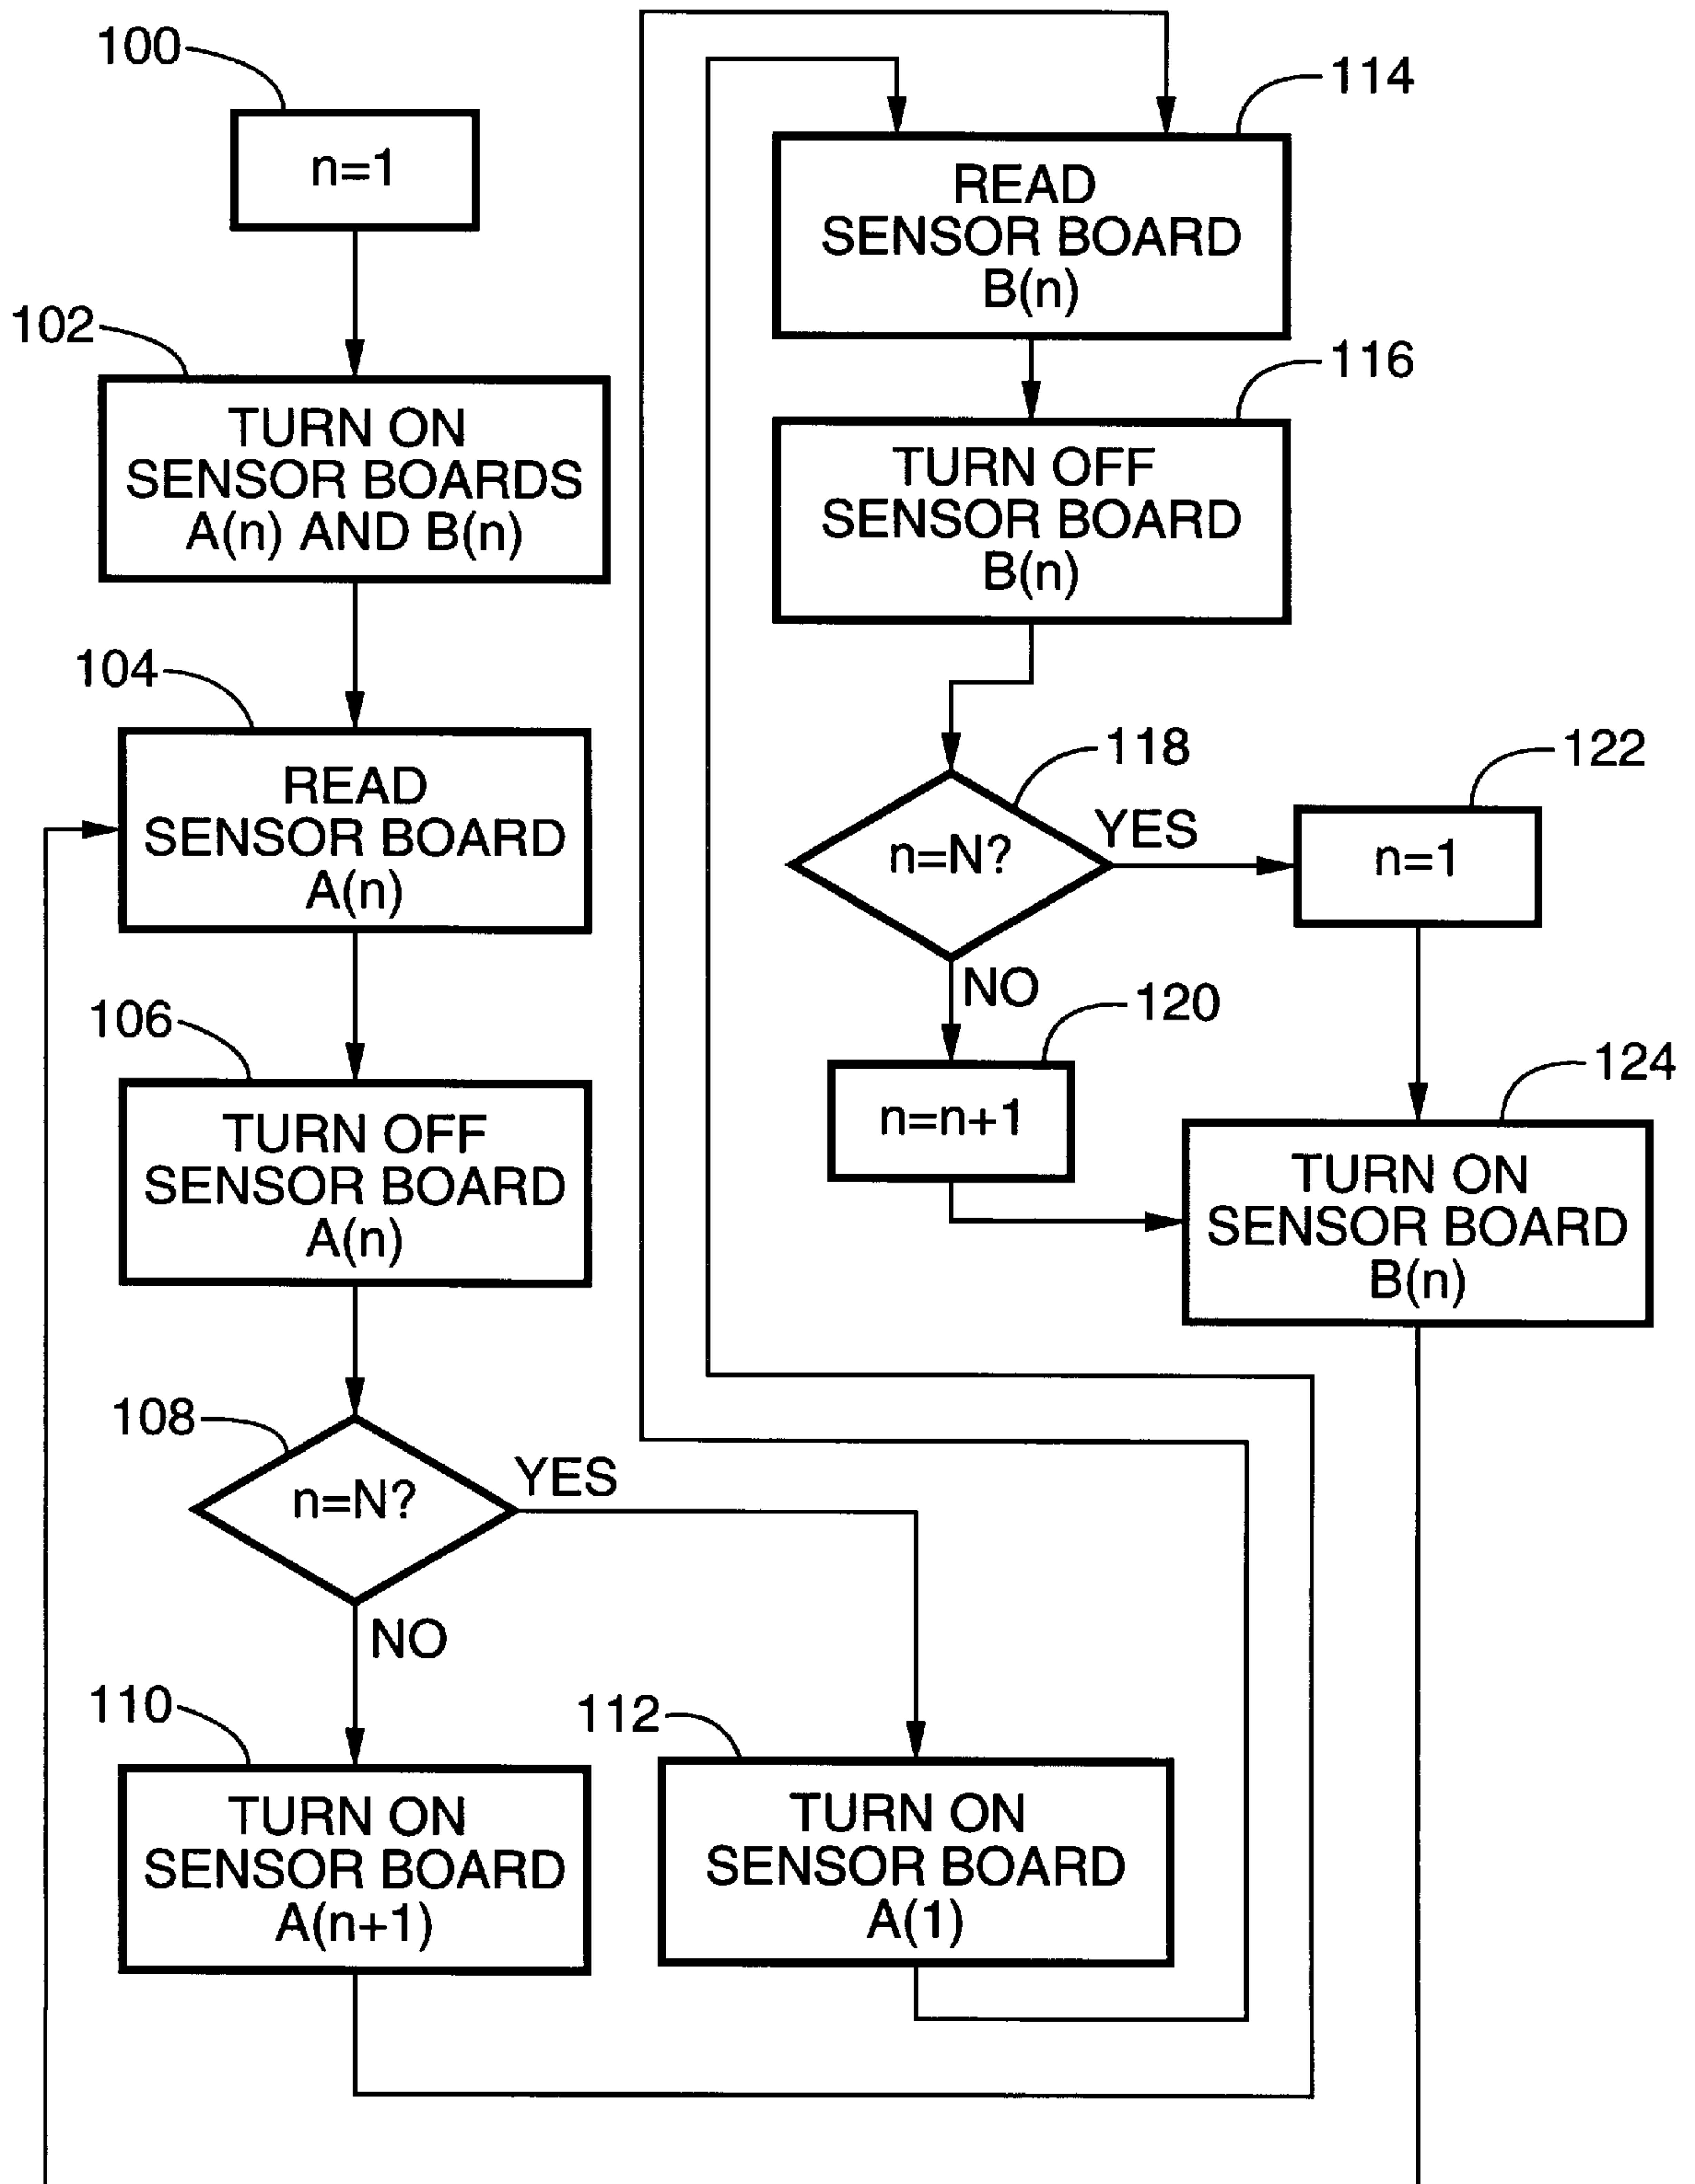 100
n=1
102
TURN ON
SENSOR BOARDS
A(n) AND B(n)
104
READ
SENSOR BOARD
A(n)
106
TURN OFF
SENSOR BOARD
A(n)
108
n=N?
YES
NO
110
TURN ON
SENSOR BOARD
A(n+1)
112
TURN ON
SENSOR BOARD
A(1)
114
READ
SENSOR BOARD
B(n)
116
TURN OFF
SENSOR BOARD
B(n)
118
n=N?
YES
NO
122
n=1
120
n=n+1
124
TURN ON
SENSOR BOARD
B(n)